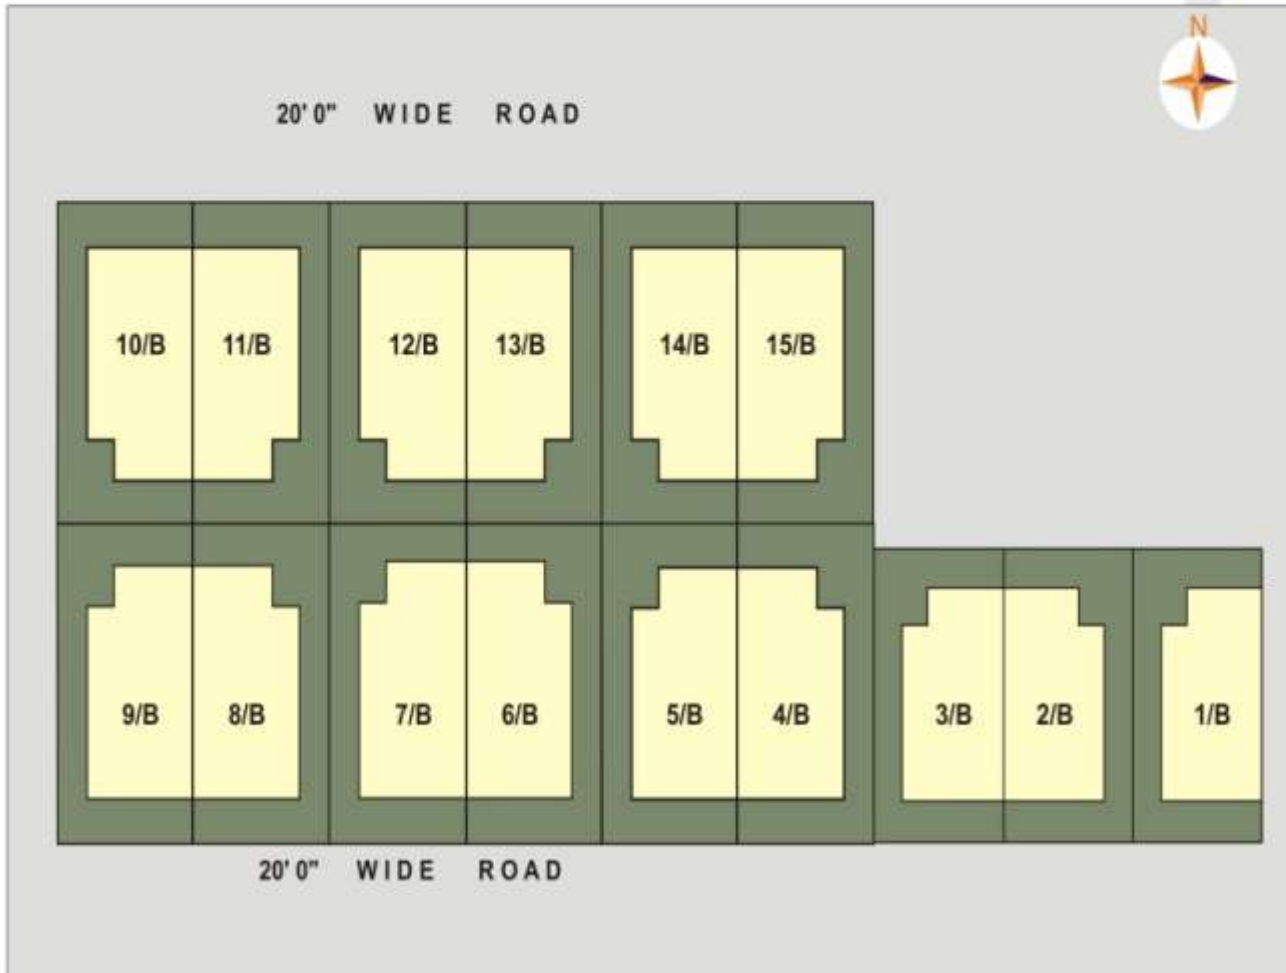 N
20' 0" WIDE ROAD
10/B 11/B 12/B 13/B 14/B 15/B
9/B 8/B 7/B 6/B 5/B 4/B 3/B 2/B 1/B
20' 0" WIDE ROAD